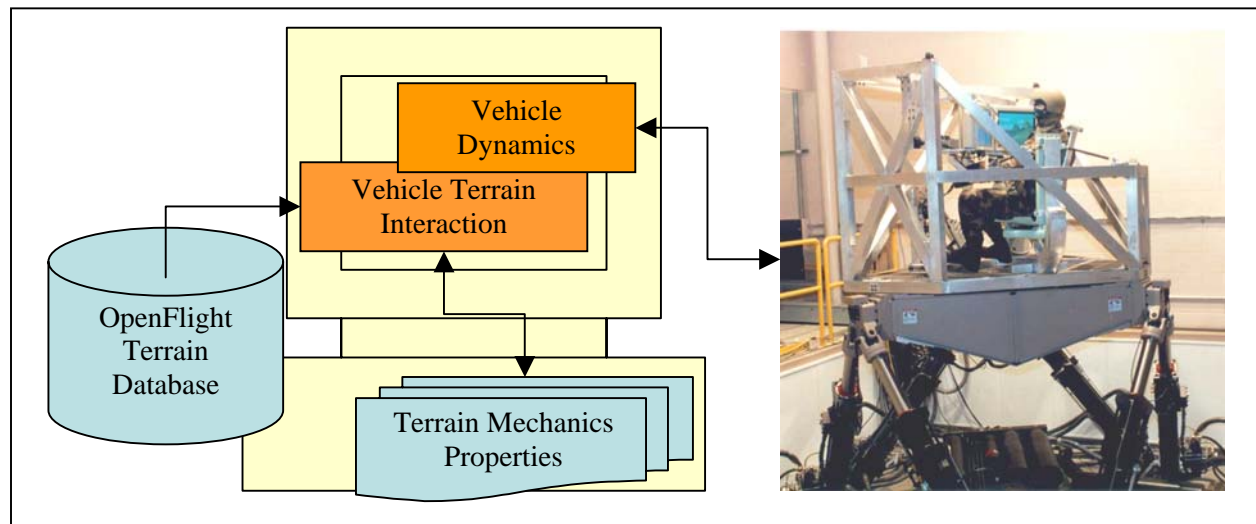 Vehicle
Dynamics
Vehicle Terrain
Interaction
OpenFlight
Terrain
Database
Terrain Mechanics
Properties